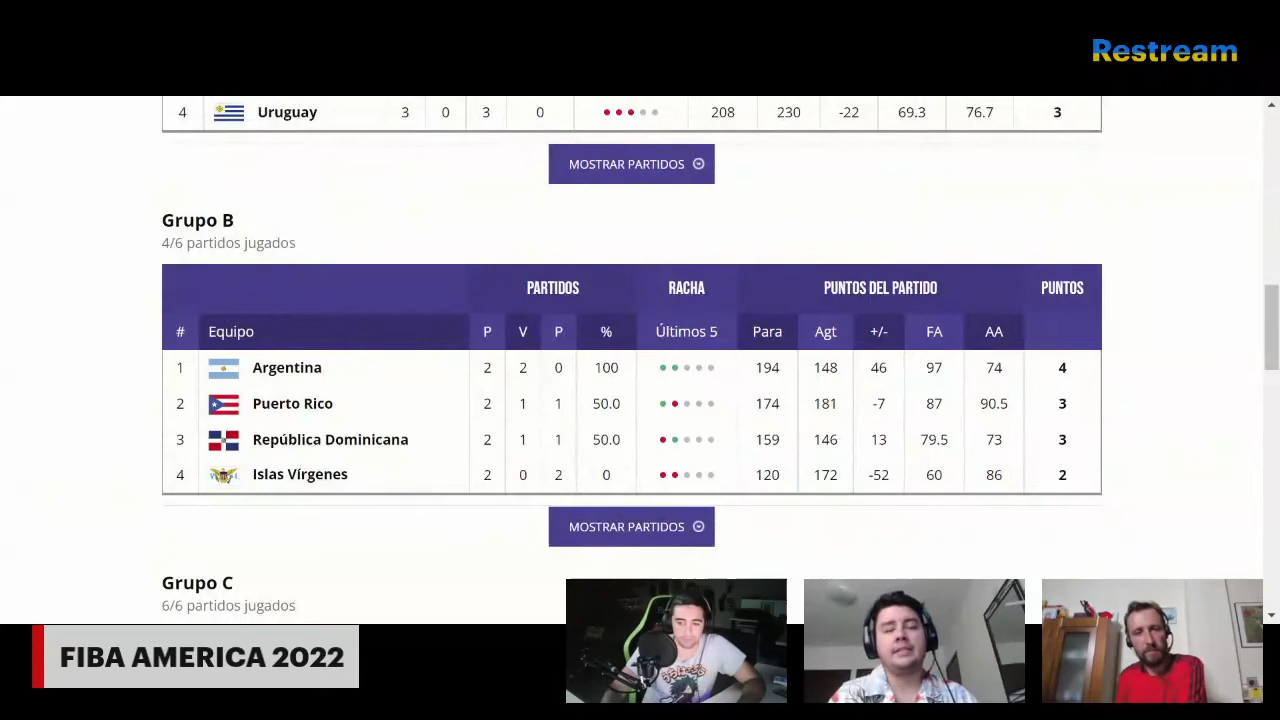 Restream
4 Uruguay 3 0 3 0 208 230 -22 69.3 76.7 3
MOSTRAR PARTIDOS
Grupo B
4/6 partidos jugados
PARTIDOS RACHA PUNTOS DEL PARTIDO PUNTOS
# Equipo P V P % Últimos 5 Para Agt +/- FA AA
1 Argentina 2 2 0 100 194 148 46 97 74 4
2 Puerto Rico 2 1 1 50.0 174 181 -7 87 90.5 3
3 República Dominicana 2 1 1 50.0 159 146 13 79.5 73 3
4 Islas Vírgenes 2 0 2 0 120 172 -52 60 86 2
MOSTRAR PARTIDOS
Grupo C
6/6 partidos jugados
FIBA AMERICA 2022